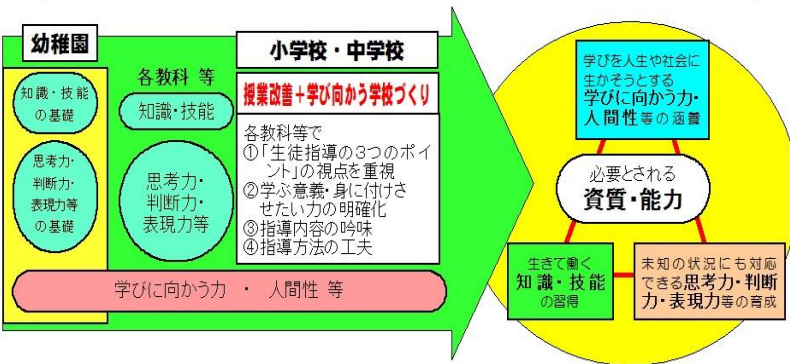 幼稚園
知識・技能
の基礎
思考力・
判断力・
表現力等
の基礎
各教科 等
知識・技能
思考力・
判断力・
表現力等
小学校・中学校
授業改善＋学び向かう学校づくり
各教科等で
①「生徒指導の3つのポイ
ント」の視点を重視
②学ぶ意義・身に付けさ
せたい力の明確化
③指導内容の吟味
④指導方法の工夫
学びに向かう力 ・ 人間性 等
学びを人生や社会に
生かそうとする
学びに向かう力・
人間性等の涵養
必要とされる
資質・能力
生きて働く
知識・技能
の習得
未知の状況にも対応
できる思考力・判断
力・表現力等の育成